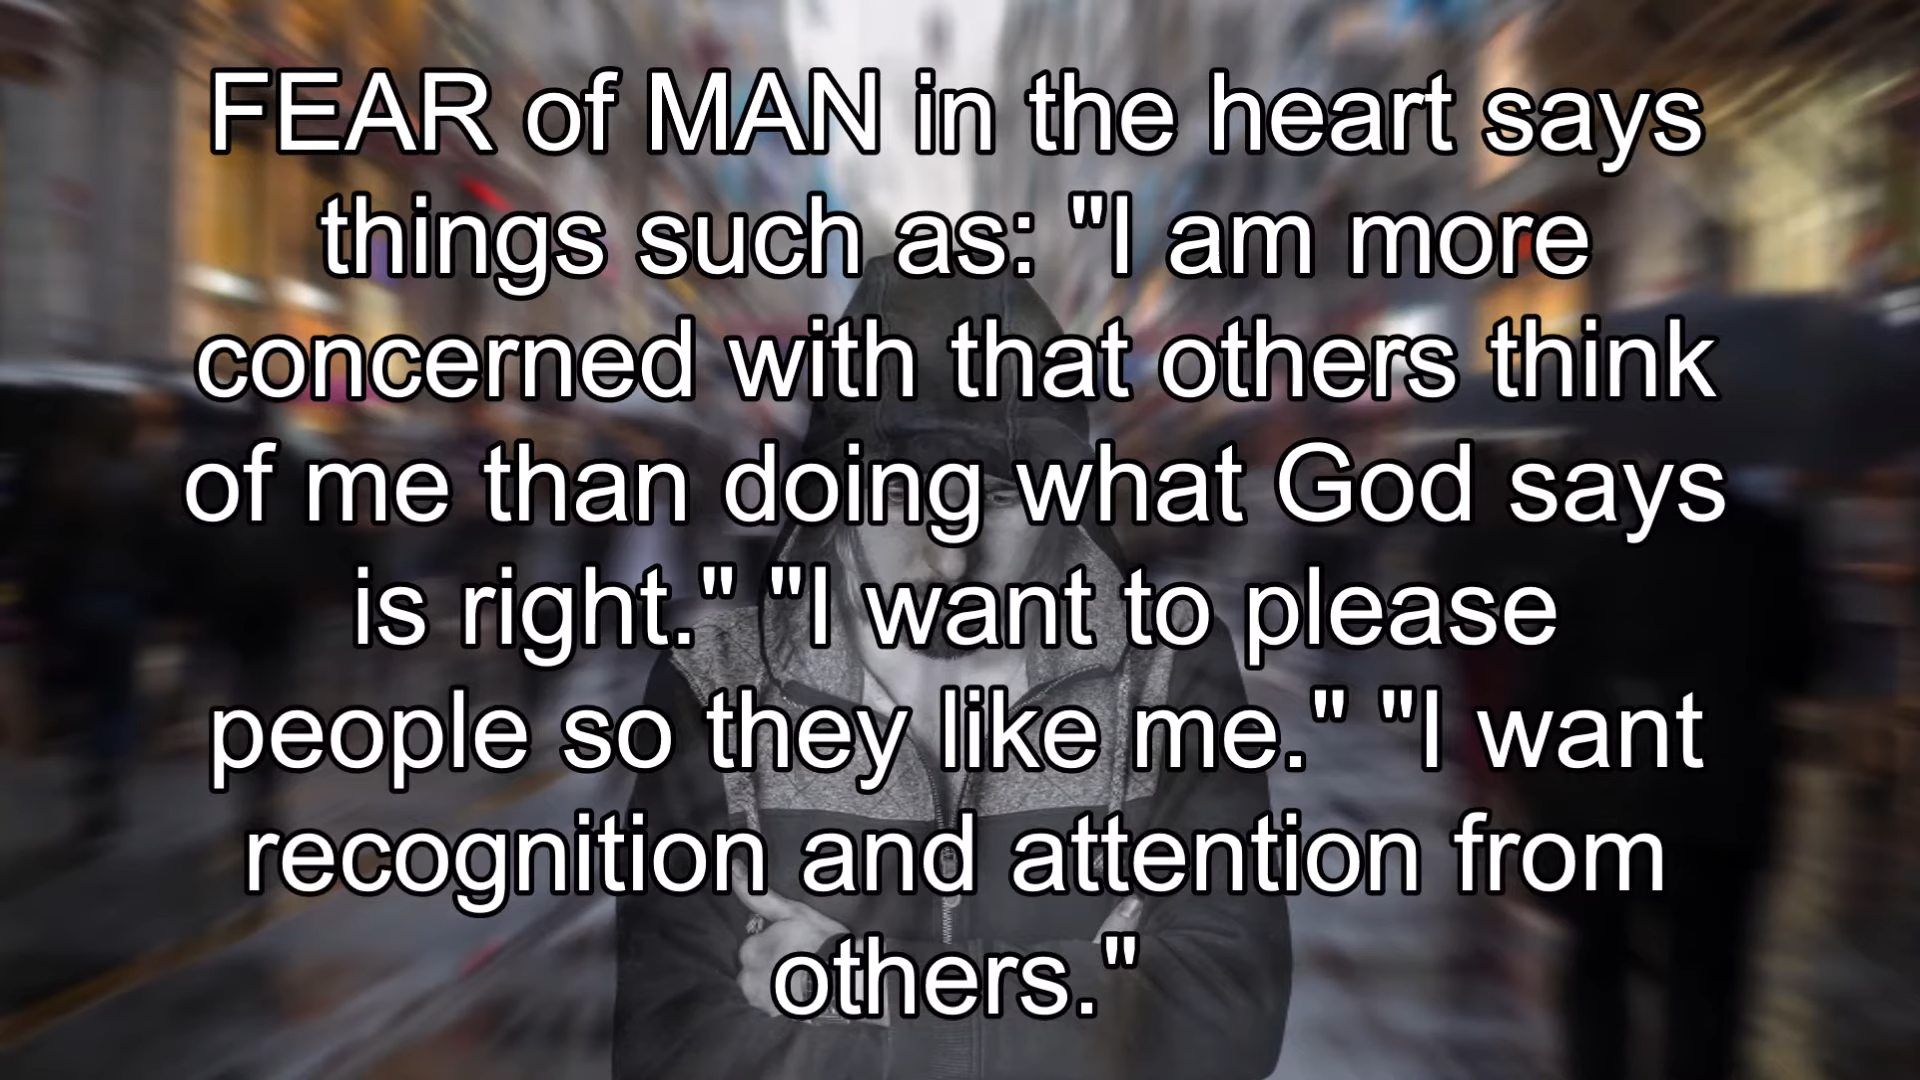 FEAR of MAN in the heart says
things such as: "I am more
concerned with that others think
of me than doing what God says
is right." "I want to please
people so they like me." "I want
recognition and attention from
others."